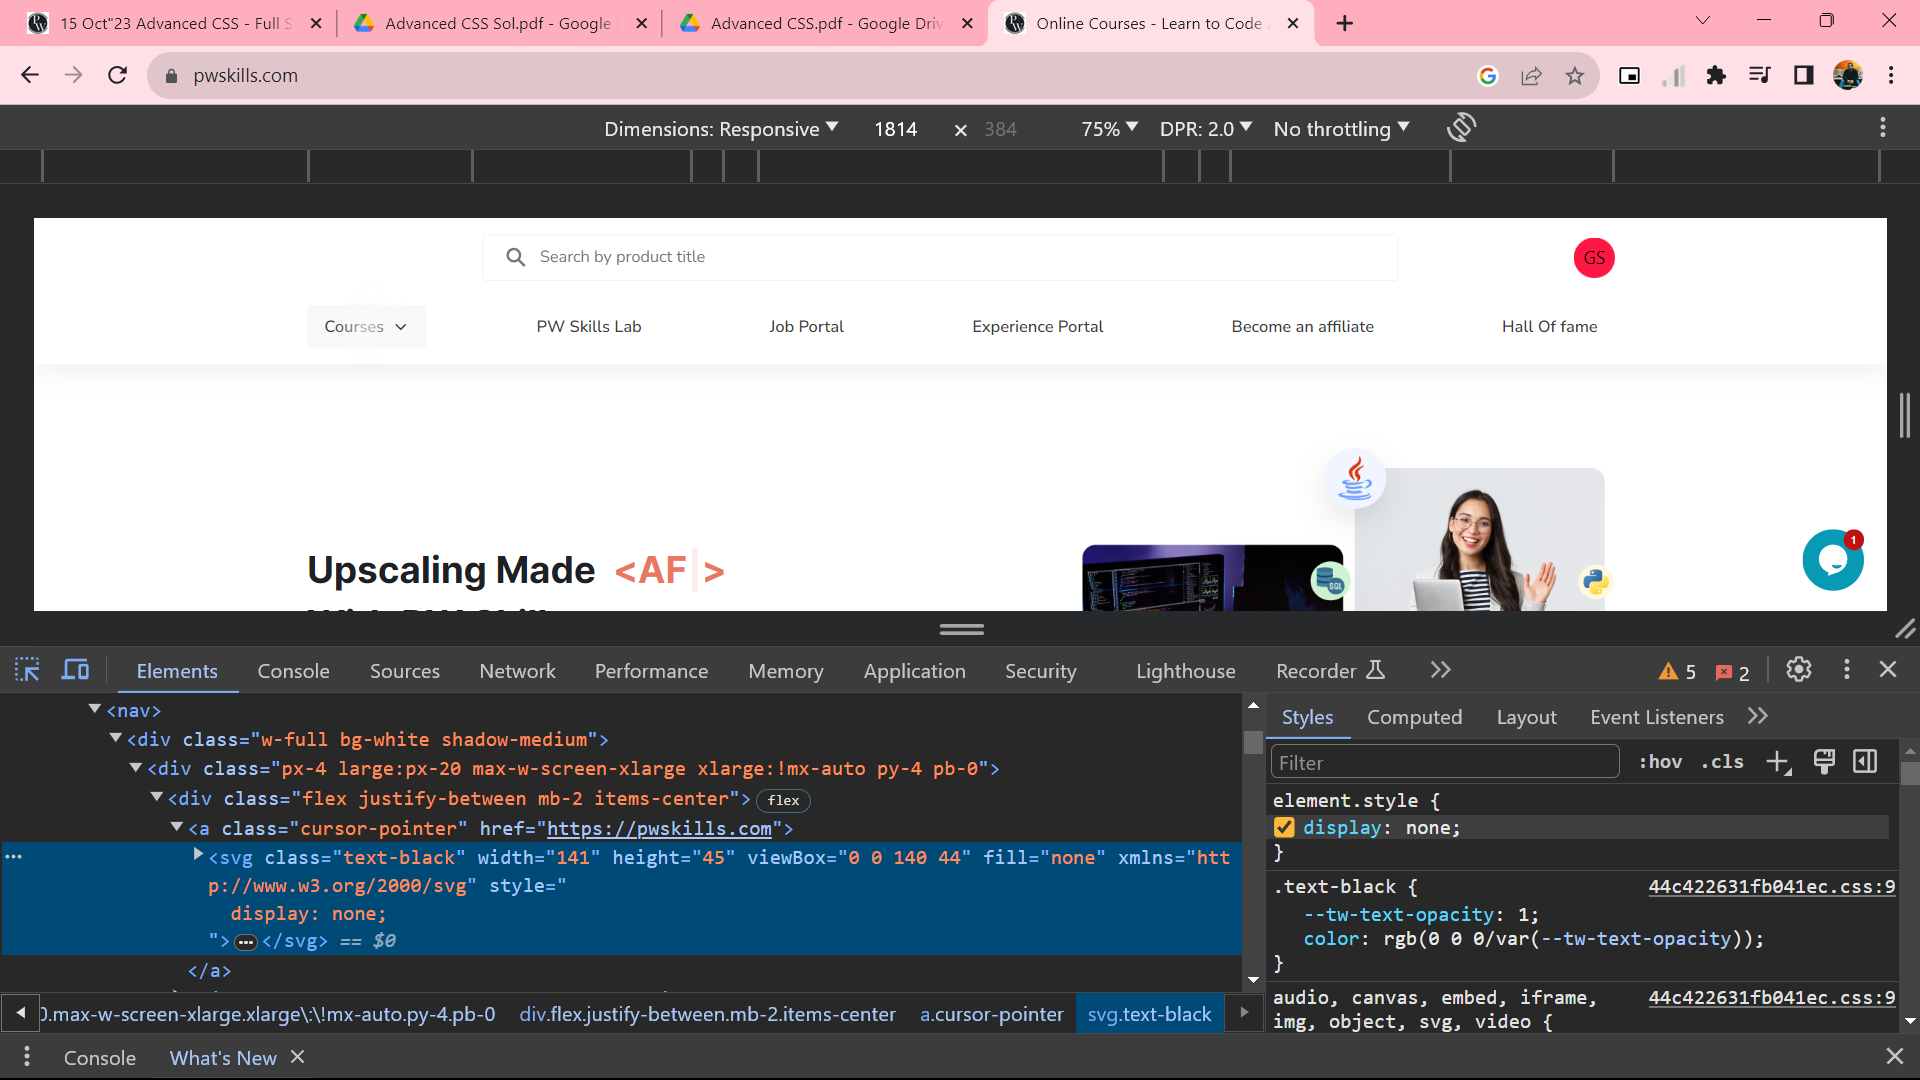 15 Oct"23 Advanced CSS - Full S
Advanced CSS Sol.pdf - Google
Advanced CSS.pdf - Google Driv
Online Courses - Learn to Code
pwskills.com
Dimensions: Responsive ▼ 1814 × 384 75% ▼ DPR: 2.0 ▼ No throttling ▼
Search by product title
GS
Courses
PW Skills Lab
Job Portal
Experience Portal
Become an affiliate
Hall Of fame
Upscaling Made <AF >
SQL
1
Elements Console Sources Network Performance Memory Application Security Lighthouse Recorder 5 2
<nav>
<div class="w-full bg-white shadow-medium">
<div class="px-4 large:px-20 max-w-screen-xlarge xlarge:!mx-auto py-4 pb-0">
<div class="flex justify-between mb-2 items-center"> flex
<a class="cursor-pointer" href="https://pwskills.com">
<svg class="text-black" width="141" height="45" viewBox="0 0 140 44" fill="none" xmlns="htt
p://www.w3.org/2000/svg" style="
display: none;
">…</svg> == $0
</a>
).max-w-screen-xlarge.xlarge\:\!mx-auto.py-4.pb-0 div.flex.justify-between.mb-2.items-center a.cursor-pointer svg.text-black
Styles Computed Layout Event Listeners
Filter :hov .cls
element.style {
display: none;
}
.text-black { 44c422631fb041ec.css:9
--tw-text-opacity: 1;
color: rgb(0 0 0/var(--tw-text-opacity));
}
audio, canvas, embed, iframe, 44c422631fb041ec.css:9
img, object, svg, video {
Console What's New